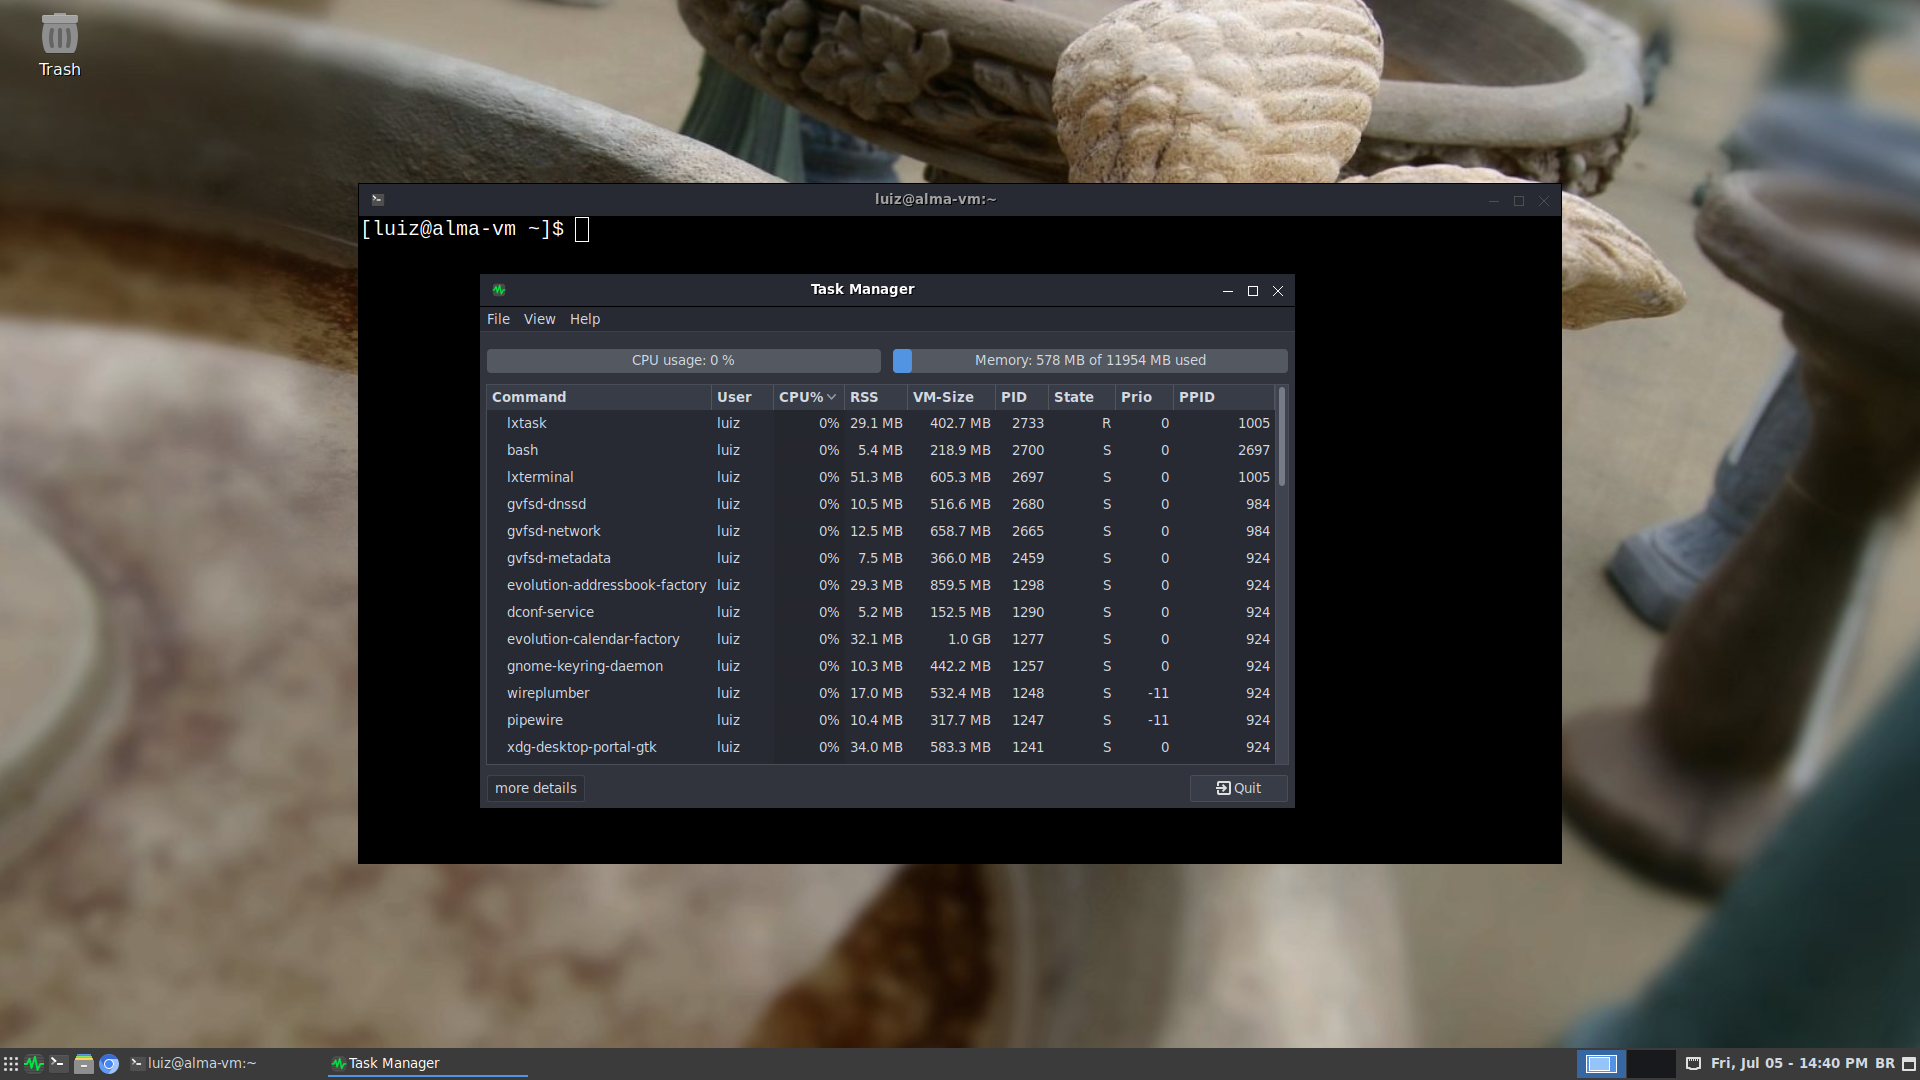 Trash
luiz@alma-vm:~
[luiz@alma-vm ~]$
Task Manager
File View Help
CPU usage: 0 % Memory: 578 MB of 11954 MB used
Command User CPU% RSS VM-Size PID State Prio PPID
lxtask luiz 0% 29.1 MB 402.7 MB 2733 R 0 1005
bash luiz 0% 5.4 MB 218.9 MB 2700 S 0 2697
lxterminal luiz 0% 51.3 MB 605.3 MB 2697 S 0 1005
gvfsd-dnssd luiz 0% 10.5 MB 516.6 MB 2680 S 0 984
gvfsd-network luiz 0% 12.5 MB 658.7 MB 2665 S 0 984
gvfsd-metadata luiz 0% 7.5 MB 366.0 MB 2459 S 0 924
evolution-addressbook-factory luiz 0% 29.3 MB 859.5 MB 1298 S 0 924
dconf-service luiz 0% 5.2 MB 152.5 MB 1290 S 0 924
evolution-calendar-factory luiz 0% 32.1 MB 1.0 GB 1277 S 0 924
gnome-keyring-daemon luiz 0% 10.3 MB 442.2 MB 1257 S 0 924
wireplumber luiz 0% 17.0 MB 532.4 MB 1248 S -11 924
pipewire luiz 0% 10.4 MB 317.7 MB 1247 S -11 924
xdg-desktop-portal-gtk luiz 0% 34.0 MB 583.3 MB 1241 S 0 924
more details Quit
luiz@alma-vm:~ Task Manager Fri, Jul 05 - 14:40 PM BR